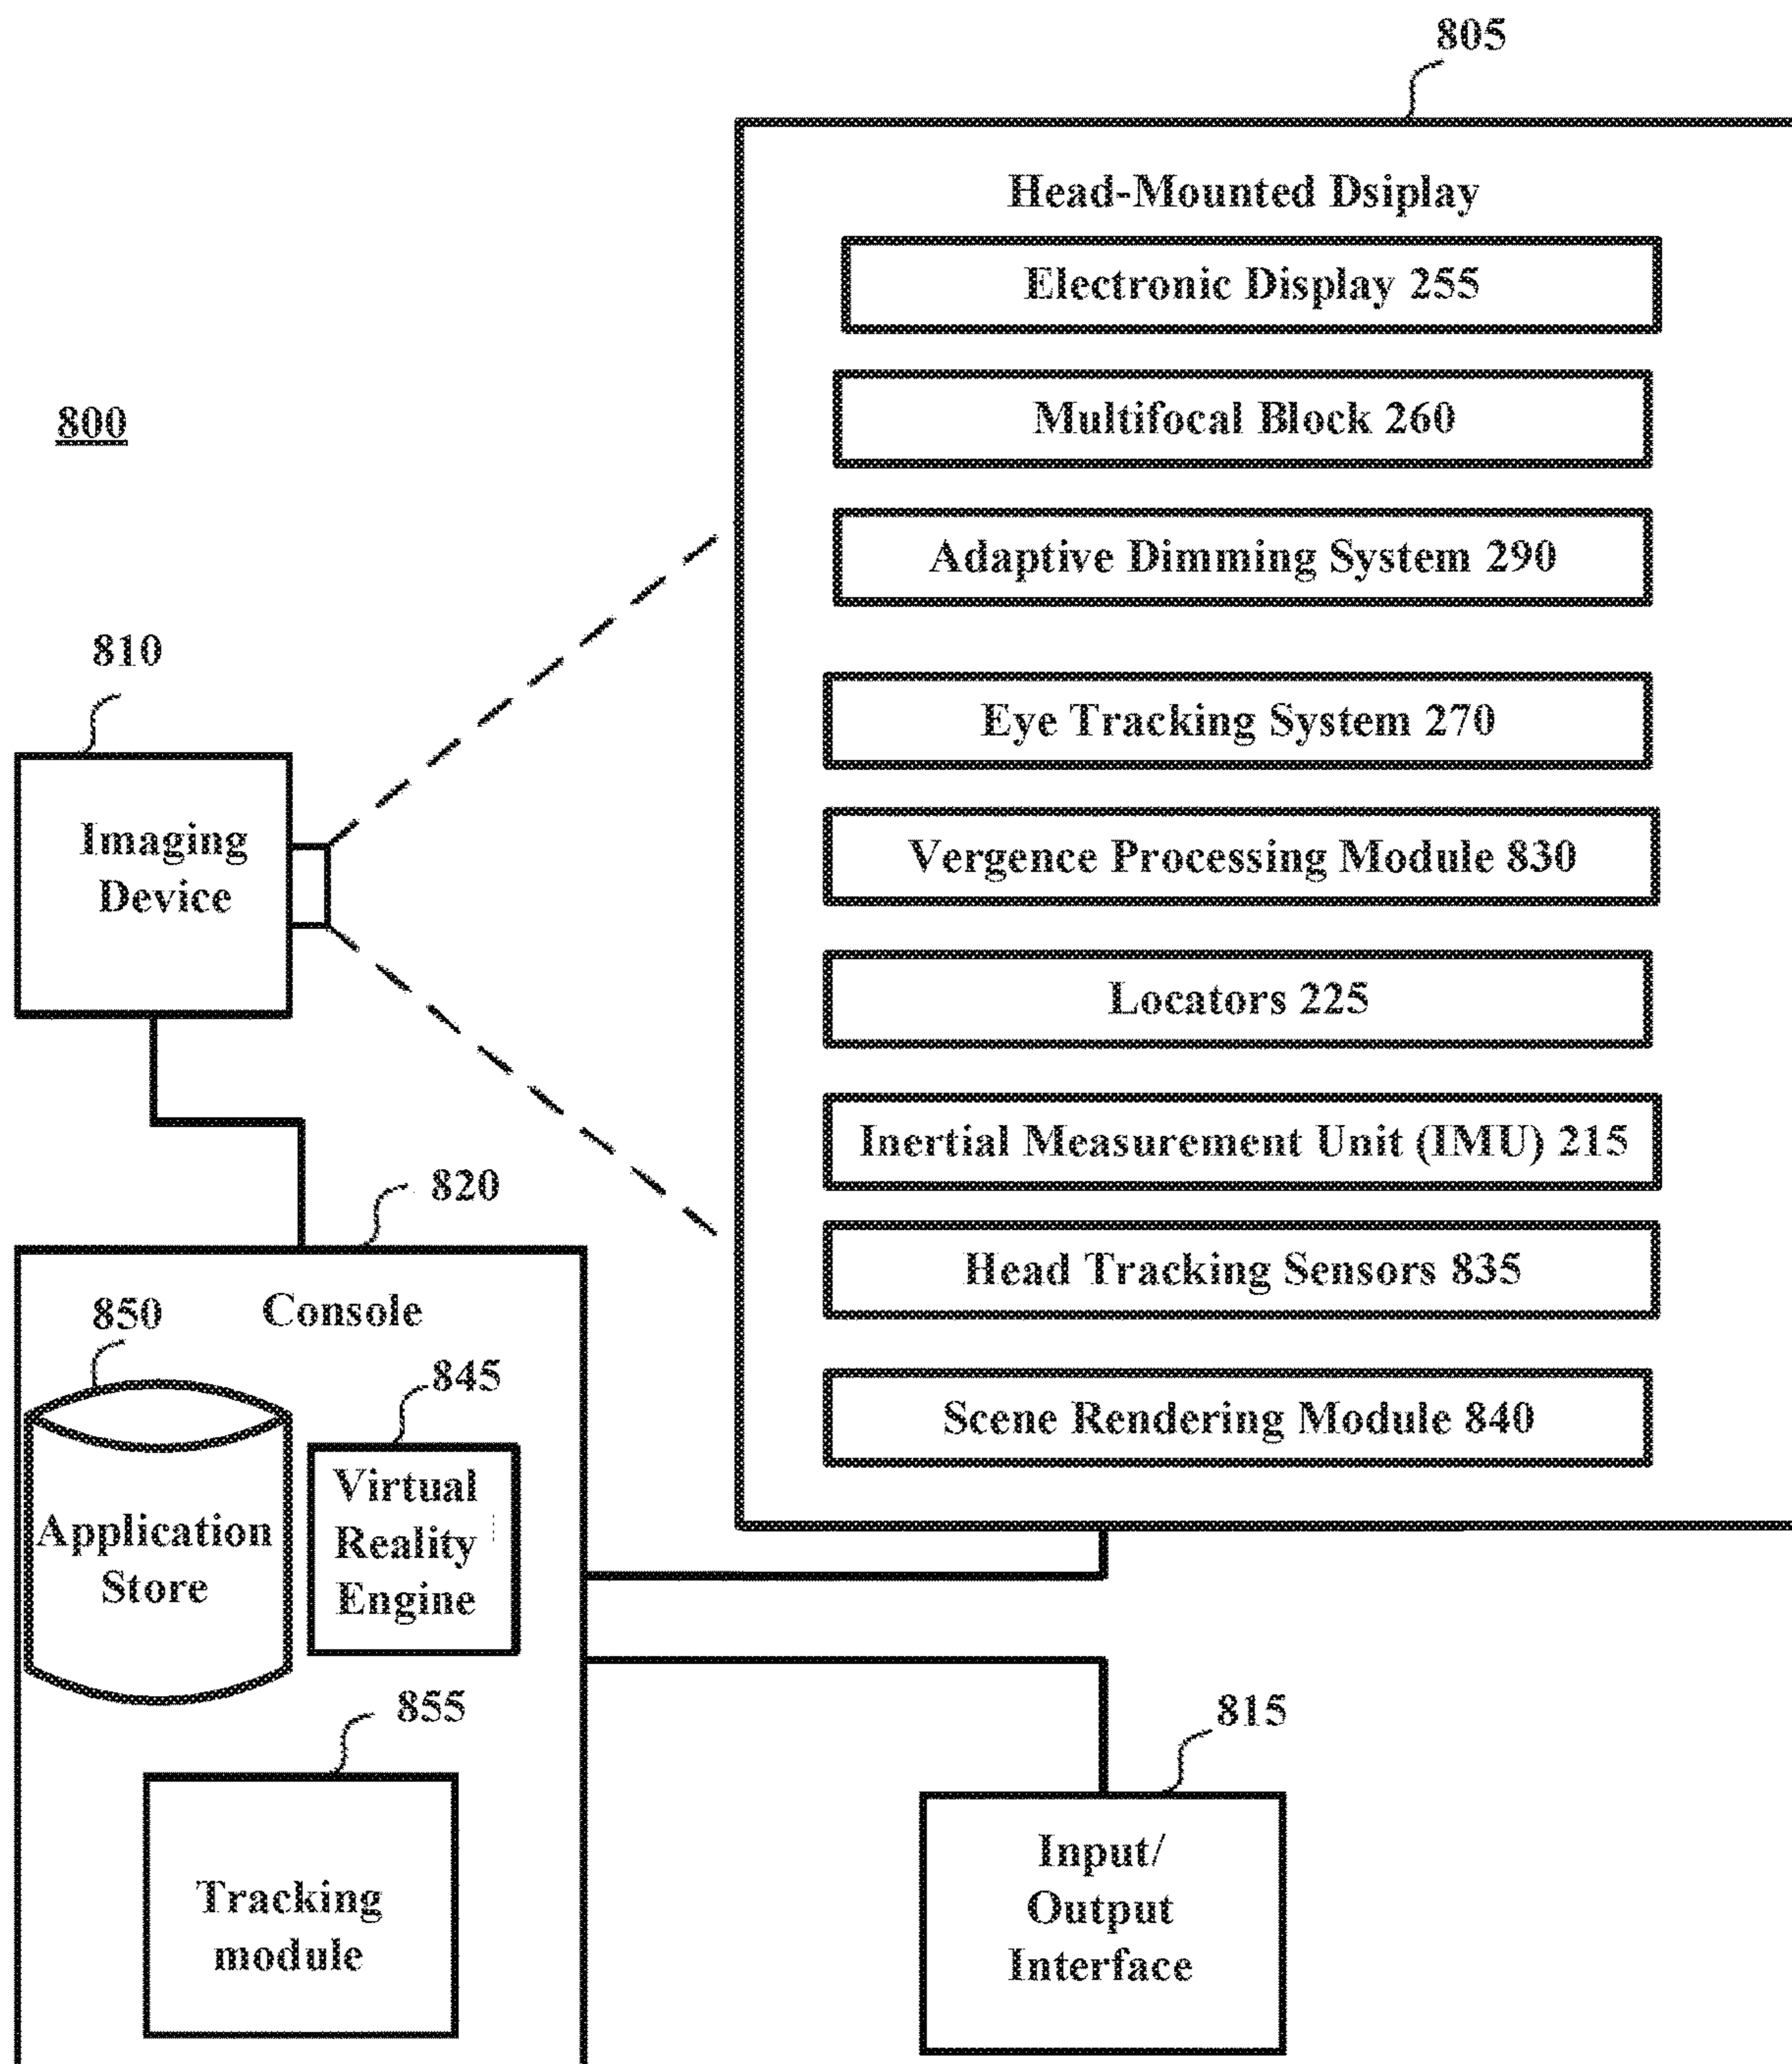 805
Head-Mounted Dsiplay
Electronic Display 255
Multifocal Block 260
800
Adaptive Dimming System 290
810
Eye Tracking System 270
Imaging
Device
Vergence Processing Module 830
Locators 225
Inertial Measurement Unit (IMU) 215
820
Head Tracking Sensors 835
850
Console
845
Scene Rendering Module 840
Virtual
Reality
Engine
Application
Store
855
815
Tracking
module
Input/
Output
Interface